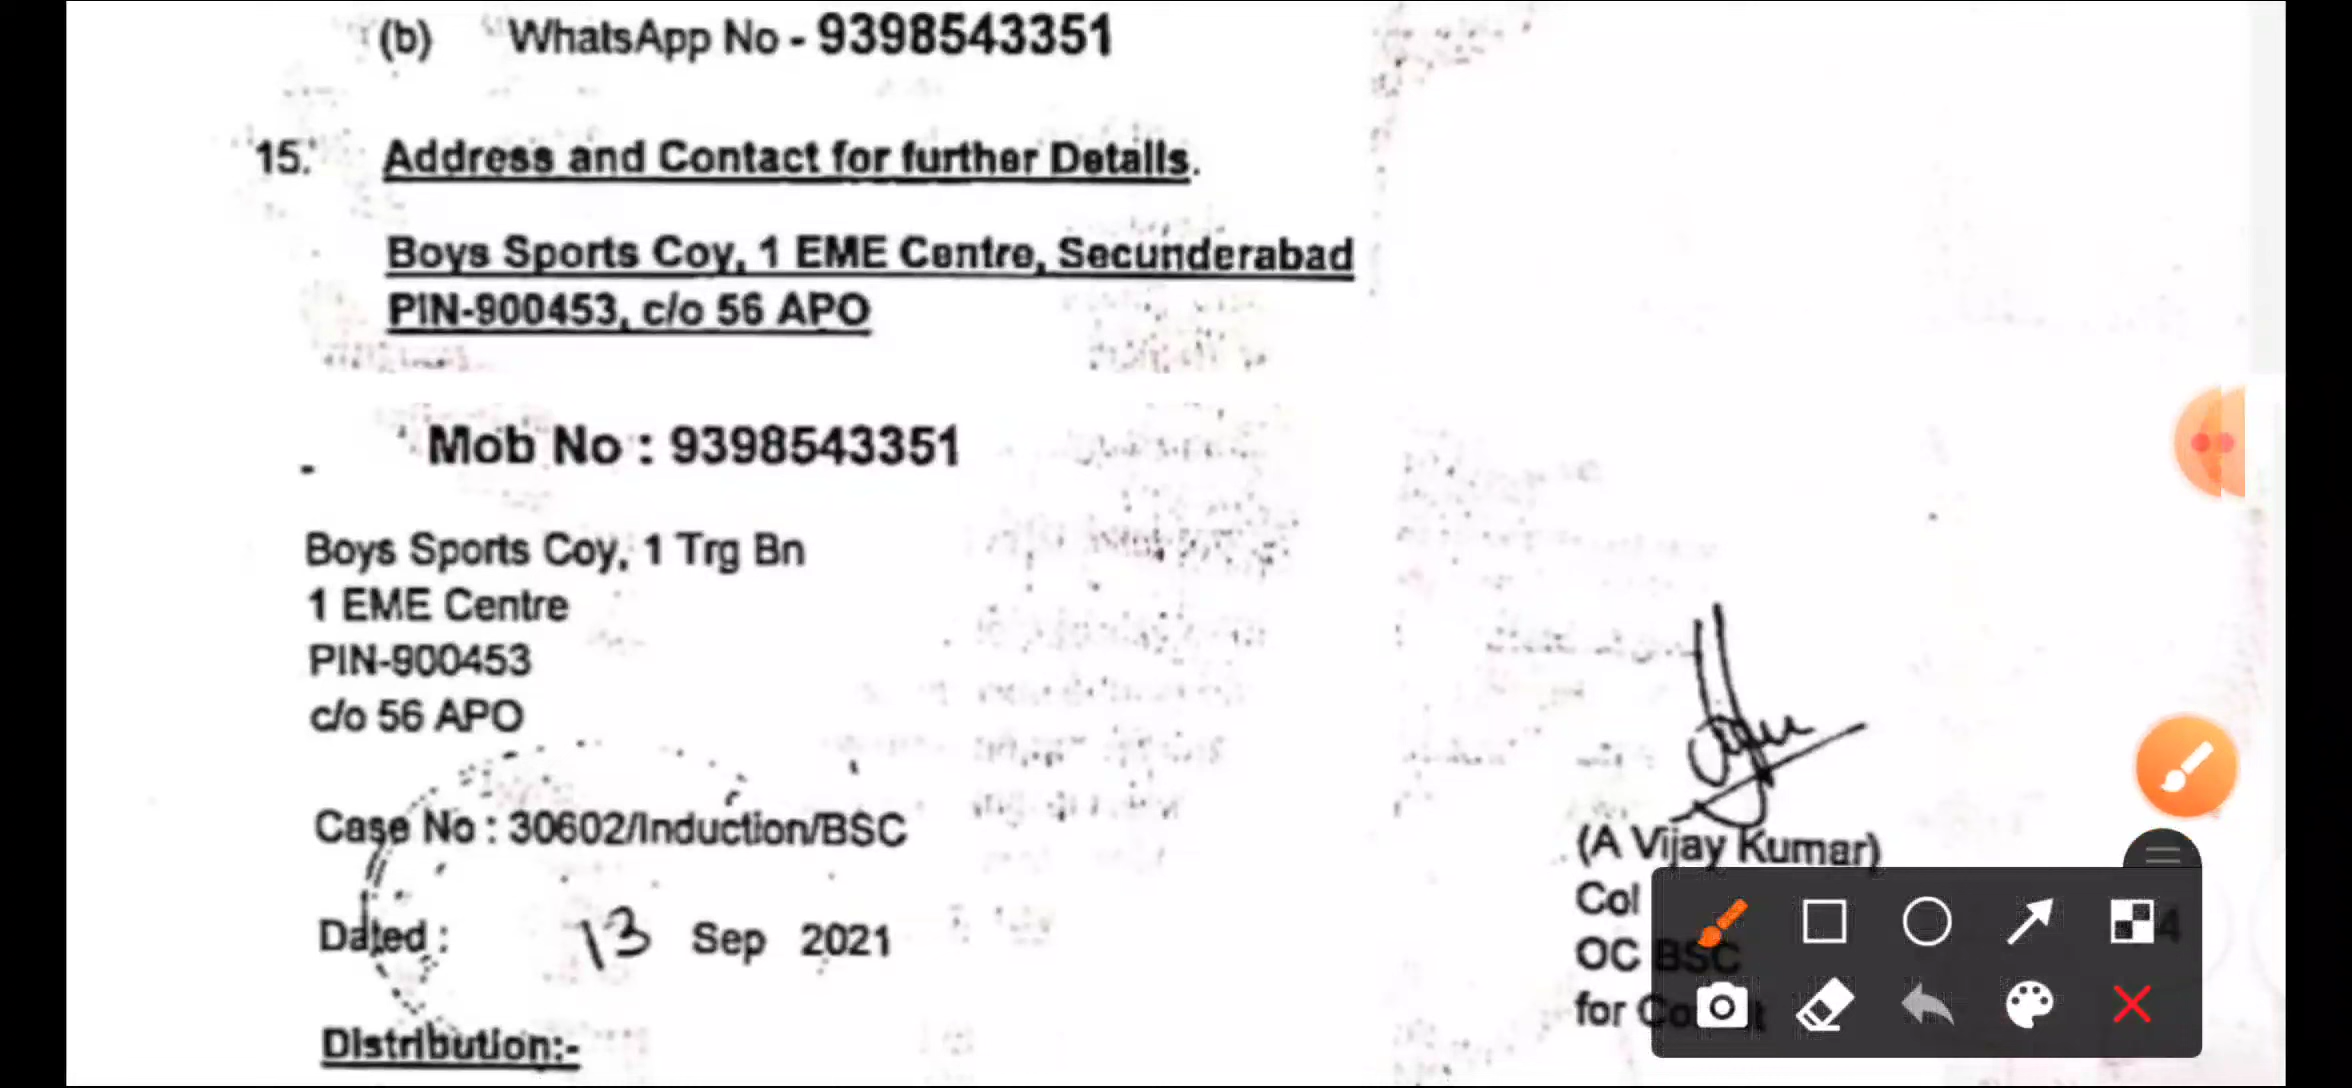 (b) WhatsApp No - 9398543351
15. Address and Contact for further Details.
Boys Sports Coy, 1 EME Centre, Secunderabad
PIN-900453, c/o 56 APO
Mob No : 9398543351
Boys Sports Coy, 1 Trg Bn
1 EME Centre
PIN-900453
c/o 56 APO
Case No : 30602/Induction/BSC
(A Vijay Kumar)
Col
Dated : 13 Sep 2021
OC BSC
for
Distribution:-